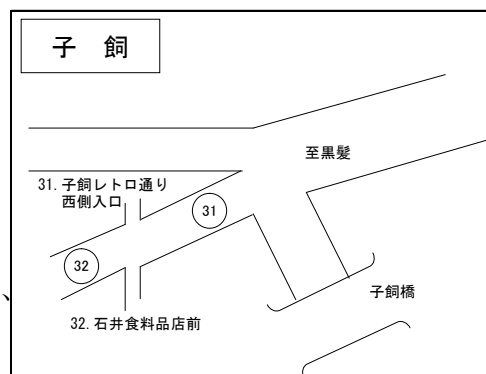 子 飼
至黒髪
31. 子飼レトロ通り
西側入口
31
32
子飼橋
32. 石井食料品店前
、